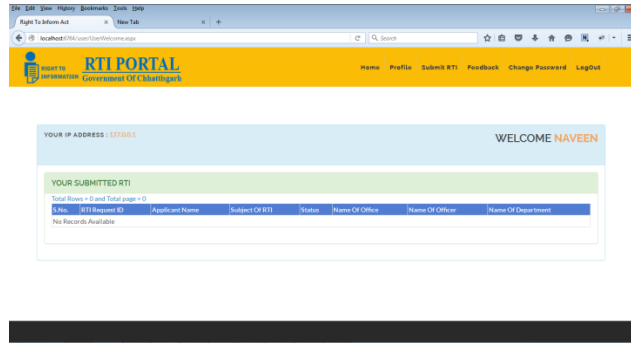 File Edit View History Bookmarks Tools Help
Right To Inform Act × New Tab × +
localhost:6764/user/UserWelcome.aspx Search
RIGHT TO INFORMATION
RTI PORTAL
Government Of Chhattisgarh
Home Profile Submit RTI Feedback Change Password LogOut
YOUR IP ADDRESS : 127.0.0.1
WELCOME NAVEEN
YOUR SUBMITTED RTI
Total Rows = 0 and Total page = 0
S.No. RTI Request ID Applicant Name Subject Of RTI Status Name Of Office Name Of Officer Name Of Department
No Records Available